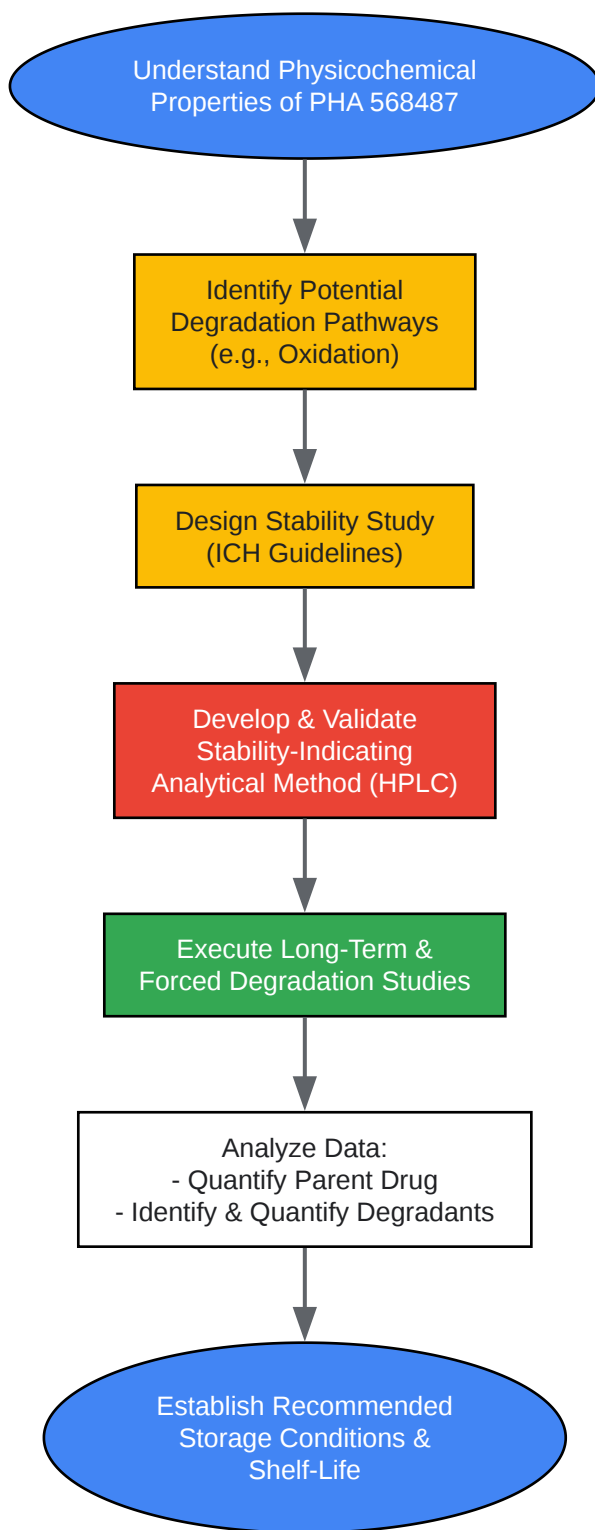 Understand Physicochemical
Properties of PHA 568487
Identify Potential
Degradation Pathways
(e.g., Oxidation)
Design Stability Study
(ICH Guidelines)
Develop & Validate
Stability-Indicating
Analytical Method (HPLC)
Execute Long-Term &
Forced Degradation Studies
Analyze Data:
- Quantify Parent Drug
- Identify & Quantify Degradants
Establish Recommended
Storage Conditions &
Shelf-Life